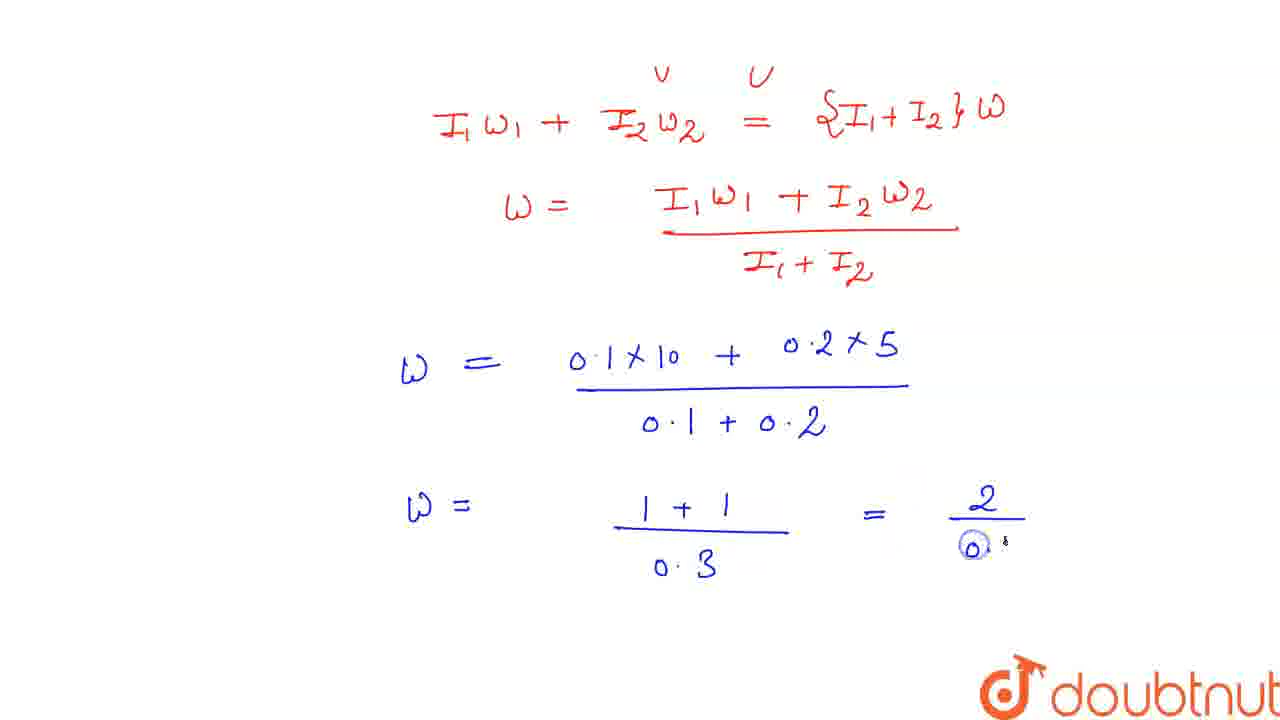 I₁ω₁ + I₂ω₂ = {I₁ + I₂}ω
ω = I₁ω₁ + I₂ω₂
I₁ + I₂
ω = 0.1×10 + 0.2×5
0.1 + 0.2
ω = 1 + 1 = 2
0.3 0.
doubtnut